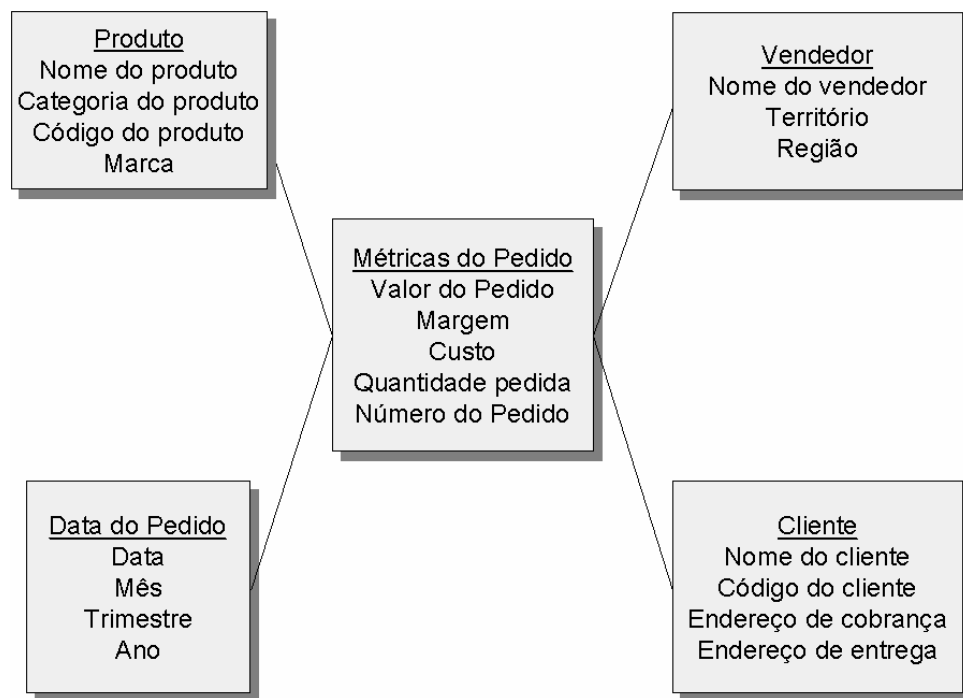 Produto
Nome do produto
Categoria do produto
Código do produto
Marca
Vendedor
Nome do vendedor
Território
Região
Métricas do Pedido
Valor do Pedido
Margem
Custo
Quantidade pedida
Número do Pedido
Data do Pedido
Data
Mês
Trimestre
Ano
Cliente
Nome do cliente
Código do cliente
Endereço de cobrança
Endereço de entrega